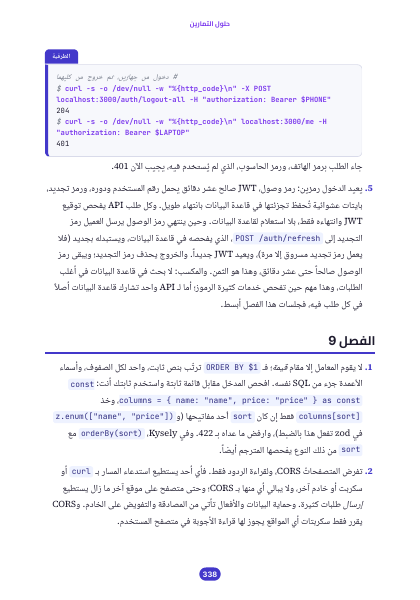 حلول التمارين
الطرفية
# دخول من جهازين، ثم خروج من كليهما
$ curl -s -o /dev/null -w "%{http_code}\n" -X POST
localhost:3000/auth/logout-all -H "authorization: Bearer $PHONE"
204
$ curl -s -o /dev/null -w "%{http_code}\n" localhost:3000/me -H
"authorization: Bearer $LAPTOP"
401
جاء الطلب برمز الهاتف، ورمز الحاسوب، الذي لم يُستخدم فيه، يجيب الآن 401.
5. يعيد الدخول رمزين: رمز وصول، JWT صالح عشر دقائق يحمل رقم المستخدم ودوره، ورمز تجديد،
بايتات عشوائية تُحفظ تجزئتها في قاعدة البيانات بانتهاء طويل. وكل طلب API يفحص توقيع
JWT وانتهاءه فقط، بلا استعلام لقاعدة البيانات. وحين ينتهي رمز الوصول يرسل العميل رمز
التجديد إلى POST /auth/refresh، الذي يفحصه في قاعدة البيانات، ويستبدله بجديد (فلا
يعمل رمز تجديد مسروق إلا مرة)، ويعيد JWT جديداً. والخروج يحذف رمز التجديد؛ ويبقى رمز
الوصول صالحاً حتى عشر دقائق، وهذا هو الثمن. والمكسب: لا بحث في قاعدة البيانات في أغلب
الطلبات، وهذا مهم حين تفحص خدمات كثيرة الرموز؛ أما لـ API واحد تشارك قاعدة البيانات أصلاً
في كل طلب فيه، فجلسات هذا الفصل أبسط.
الفصل 9
1. لا يقوم المعامل إلا مقام قيمة؛ فـ ORDER BY $1 ترتّب بنص ثابت، واحد لكل الصفوف، وأسماء
الأعمدة جزء من SQL نفسه. افحص المدخل مقابل قائمة ثابتة واستخدم ثابتك أنت: const
columns = { name: "name", price: "price" } as const، وخذ
columns[sort] فقط إن كان sort أحد مفاتيحها (و z.enum(["name", "price"])
في zod تفعل هذا بالضبط)، وارفض ما عداه بـ 422. وفي Kysely، orderBy(sort) مع
sort من ذلك النوع يفحصها المترجم أيضاً.
2. تفرض المتصفحاتُ CORS، ولقراءة الردود فقط. فأي أحد يستطيع استدعاء المسار بـ curl أو
سكربت أو خادم آخر، ولا يبالي أي منها بـ CORS؛ وحتى متصفح على موقع آخر ما زال يستطيع
إرسال طلبات كثيرة. وحماية البيانات والأفعال تأتي من المصادقة والتفويض على الخادم. وCORS
يقرر فقط سكربتات أي المواقع يجوز لها قراءة الأجوبة في متصفح المستخدم.
338